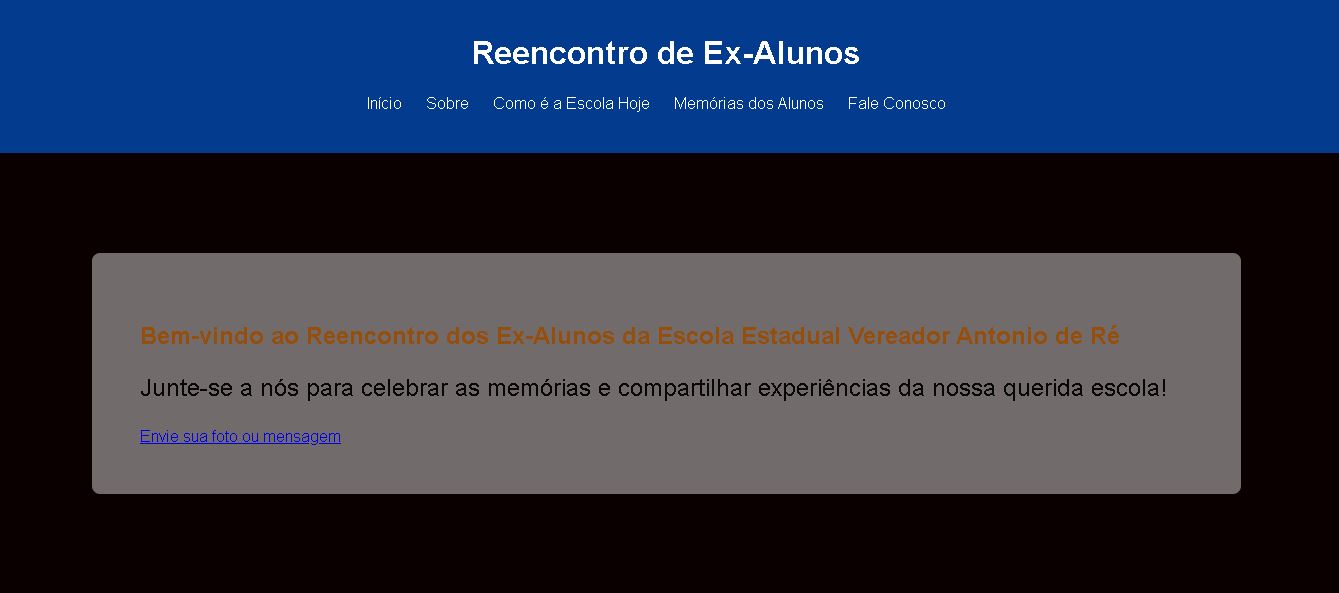 Reencontro de Ex-Alunos
Início Sobre Como é a Escola Hoje Memórias dos Alunos Fale Conosco
Bem-vindo ao Reencontro dos Ex-Alunos da Escola Estadual Vereador Antonio de Ré
Junte-se a nós para celebrar as memórias e compartilhar experiências da nossa querida escola!
Envie sua foto ou mensagem